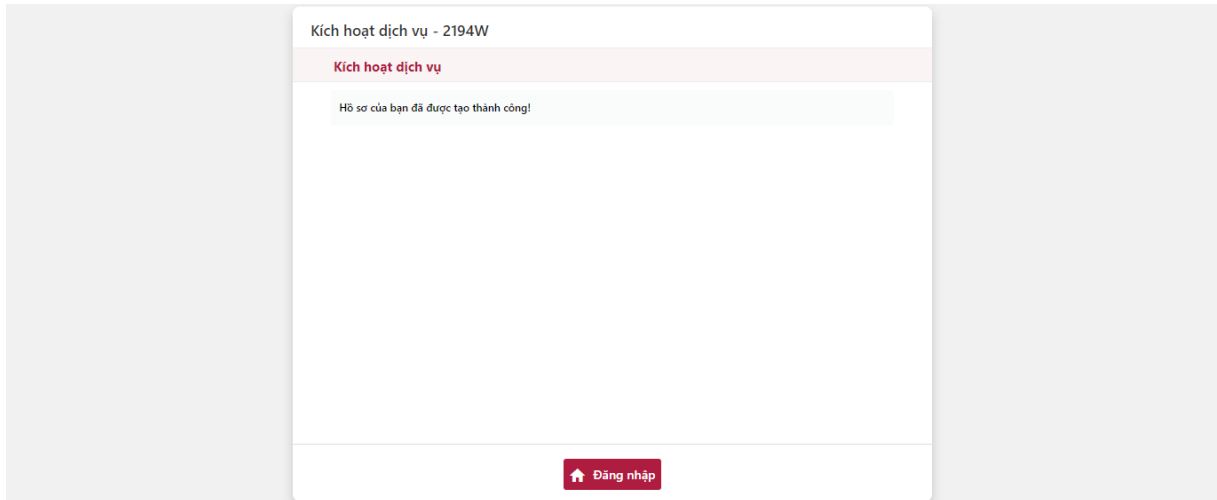 Kích hoạt dịch vụ - 2194W
Kích hoạt dịch vụ
Hồ sơ của bạn đã được tạo thành công!
Đăng nhập